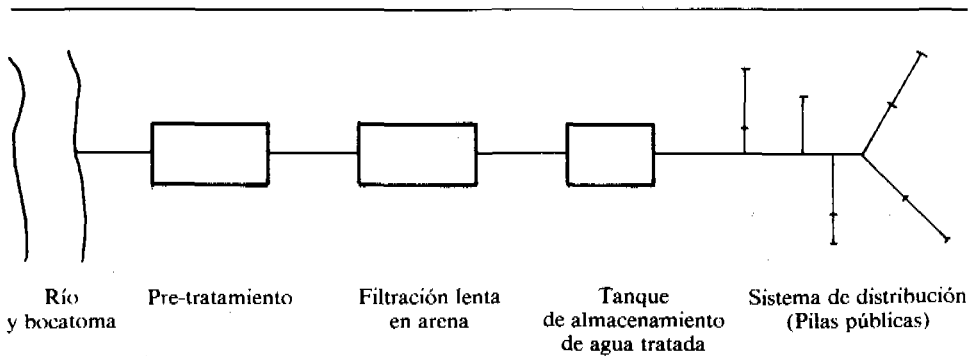 Río
y bocatoma
Pre-tratamiento
Filtración lenta
en arena
Tanque
de almacenamiento
de agua tratada
Sistema de distribución
(Pilas públicas)